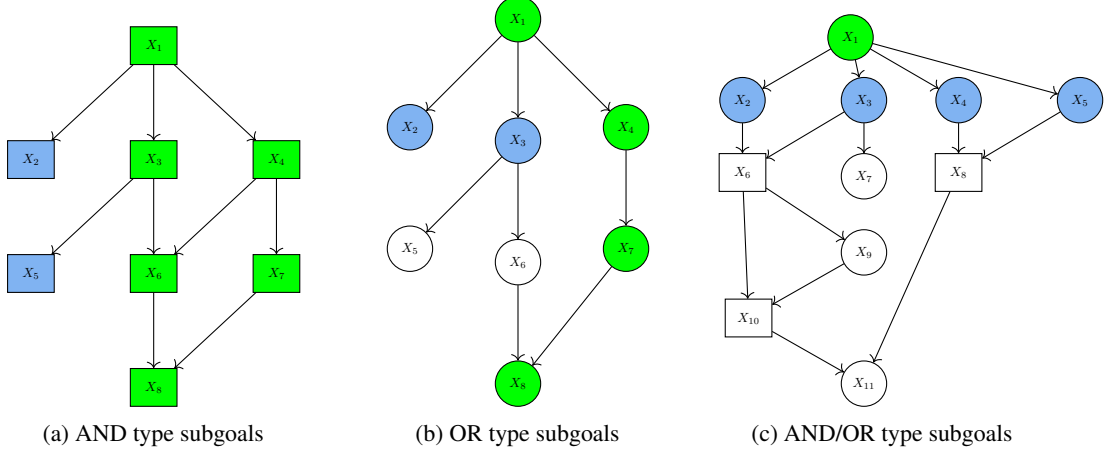 X₁
X₂ X₃ X₄
X₅ X₆ X₇
X₈
(a) AND type subgoals
X₁
X₂ X₃ X₄
X₅ X₆ X₇
X₈
(b) OR type subgoals
X₁
X₂ X₃ X₄ X₅
X₆ X₇ X₈
X₉
X₁₀
X₁₁
(c) AND/OR type subgoals